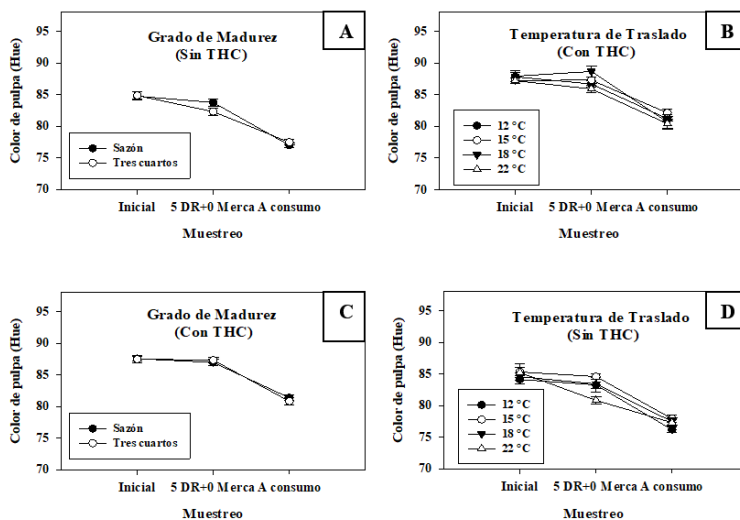 Grado de Madurez
(Sin THC)
A
95
90
85
80
75
70
Color de pulpa (Hue)
Sazón
Tres cuartos
Inicial 5 DR+0 Merca A consumo
Muestreo
Temperatura de Traslado
(Con THC)
B
95
90
85
80
75
70
Color de pulpa (Hue)
12 °C
15 °C
18 °C
22 °C
Inicial 5 DR+0 Merca A consumo
Muestreo
Grado de Madurez
(Con THC)
C
95
90
85
80
75
70
Color de pulpa (Hue)
Sazón
Tres cuartos
Inicial 5 DR+0 Merca A consumo
Muestreo
Temperatura de Traslado
(Sin THC)
D
95
90
85
80
75
70
Color de pulpa (Hue)
12 °C
15 °C
18 °C
22 °C
Inicial 5 DR+0 Merca A consumo
Muestreo